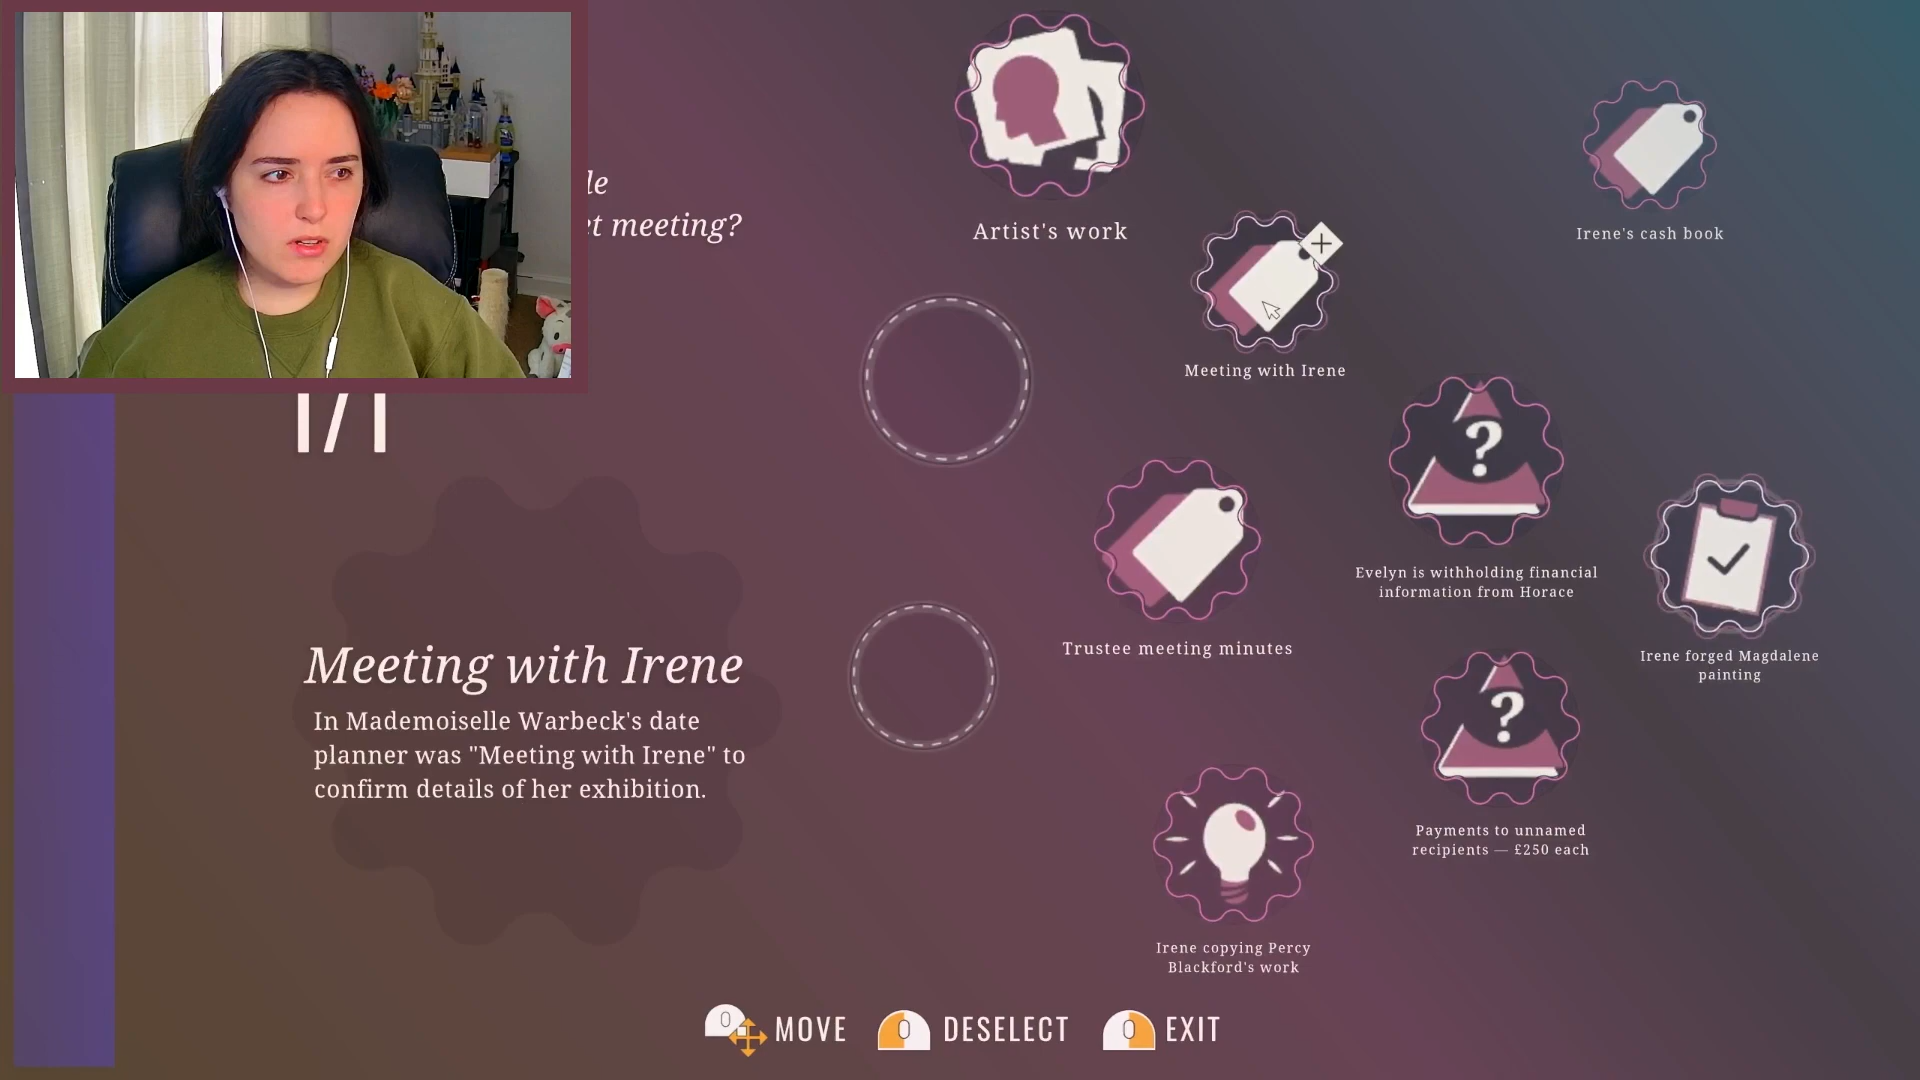 et meeting?
Artist's work
Irene's cash book
Meeting with Irene
1/1
Evelyn is withholding financial
information from Horace
Trustee meeting minutes
Irene forged Magdalene
painting
Meeting with Irene
In Mademoiselle Warbeck's date
planner was "Meeting with Irene" to
confirm details of her exhibition.
Payments to unnamed
recipients — £250 each
Irene copying Percy
Blackford's work
MOVE
DESELECT
EXIT